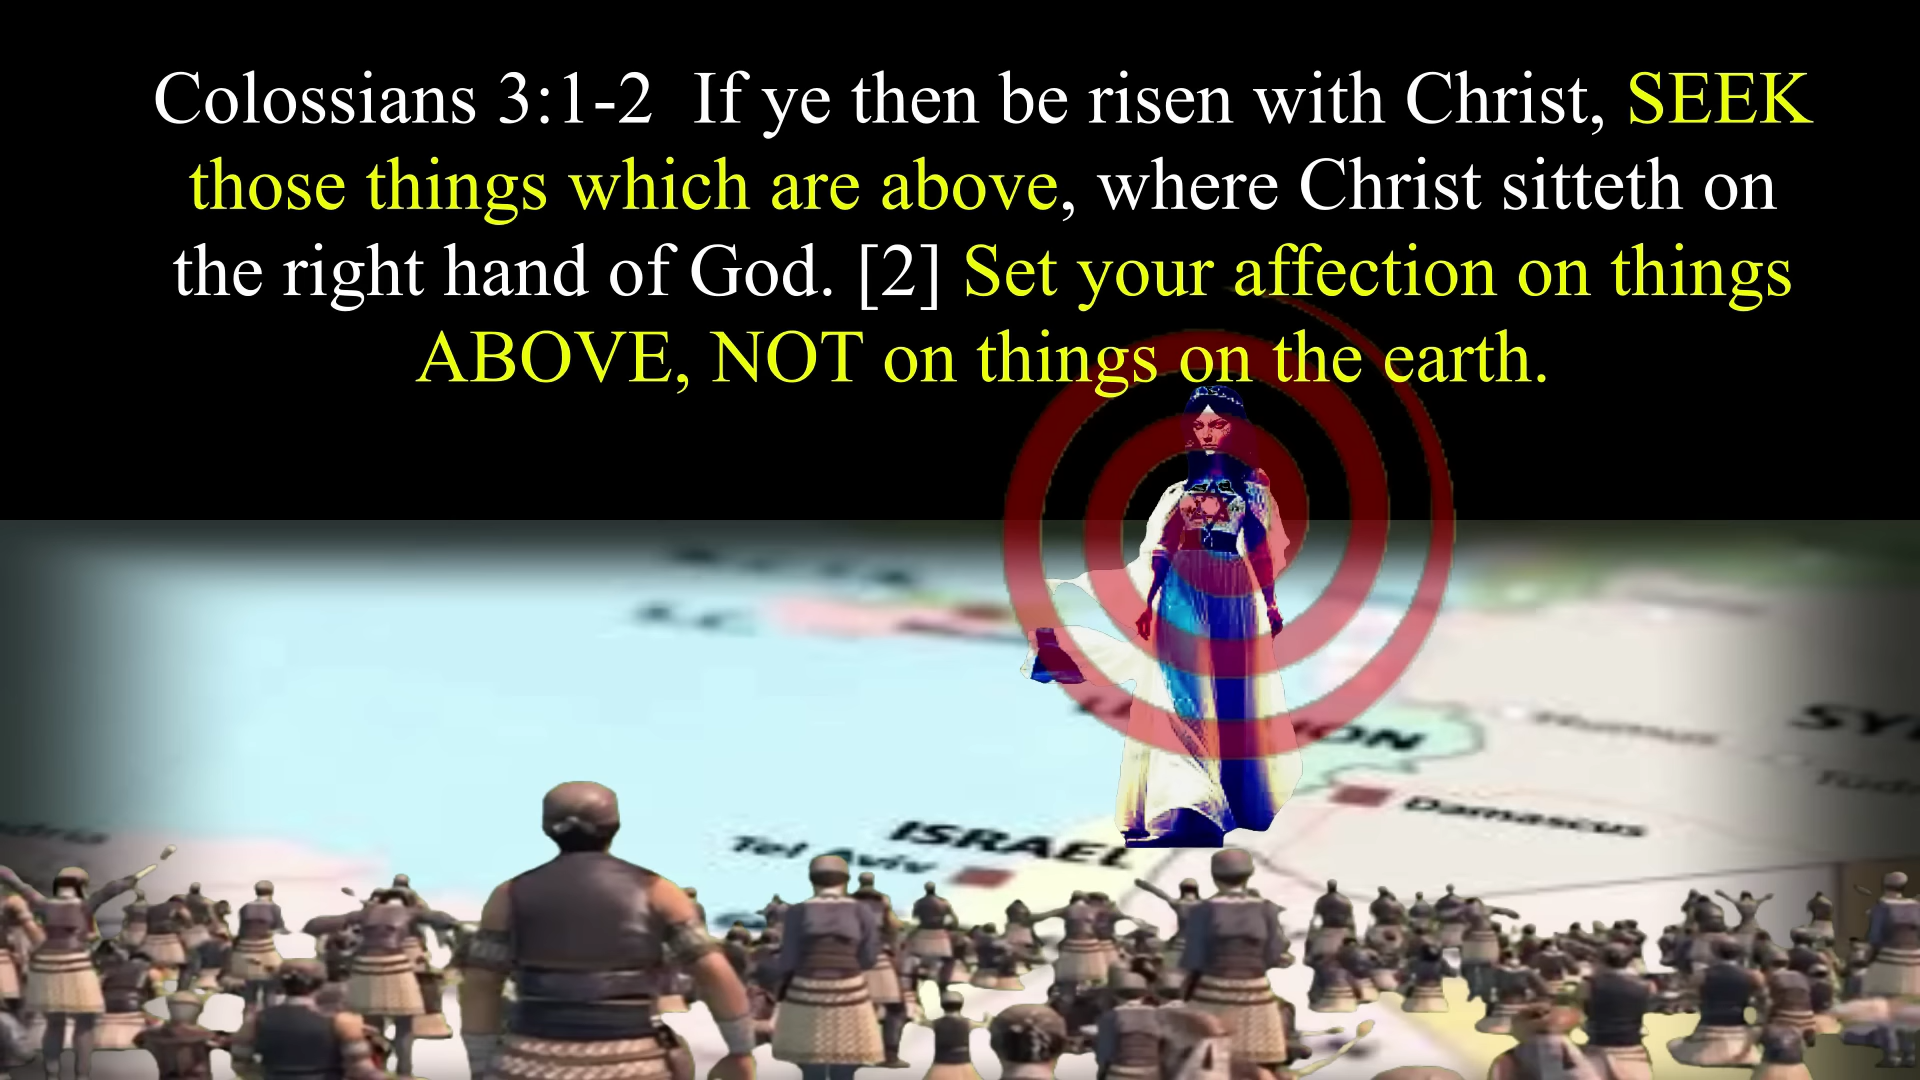 Colossians 3:1-2  If ye then be risen with Christ, SEEK
those things which are above, where Christ sitteth on
the right hand of God. [2] Set your affection on things
ABOVE, NOT on things on the earth.
Humus
ISRAEL
Tel Aviv
Damascus